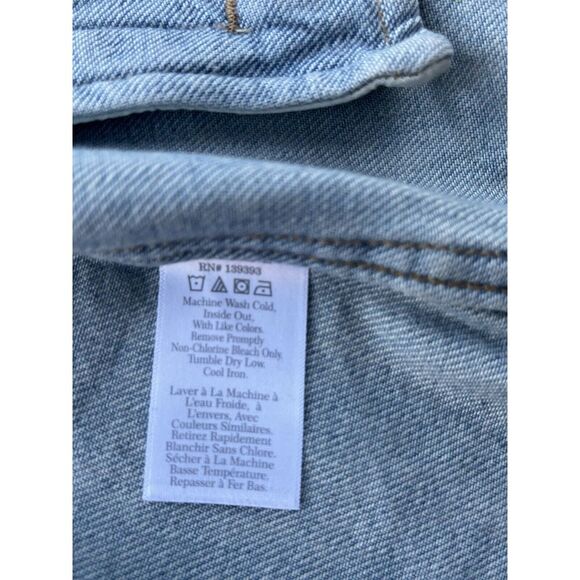 RN# 139393
Machine Wash Cold,
Inside Out,
With Like Colors.
Remove Promptly
Non-Chlorine Bleach Only.
Tumble Dry Low.
Cool Iron.
Laver à La Machine à
L'eau Froide, à
L'envers, Avec
Couleurs Similaires.
Retirez Rapidement
Blanchir Sans Chlore.
Sécher à La Machine
Basse Température.
Repasser à Fer Bas.